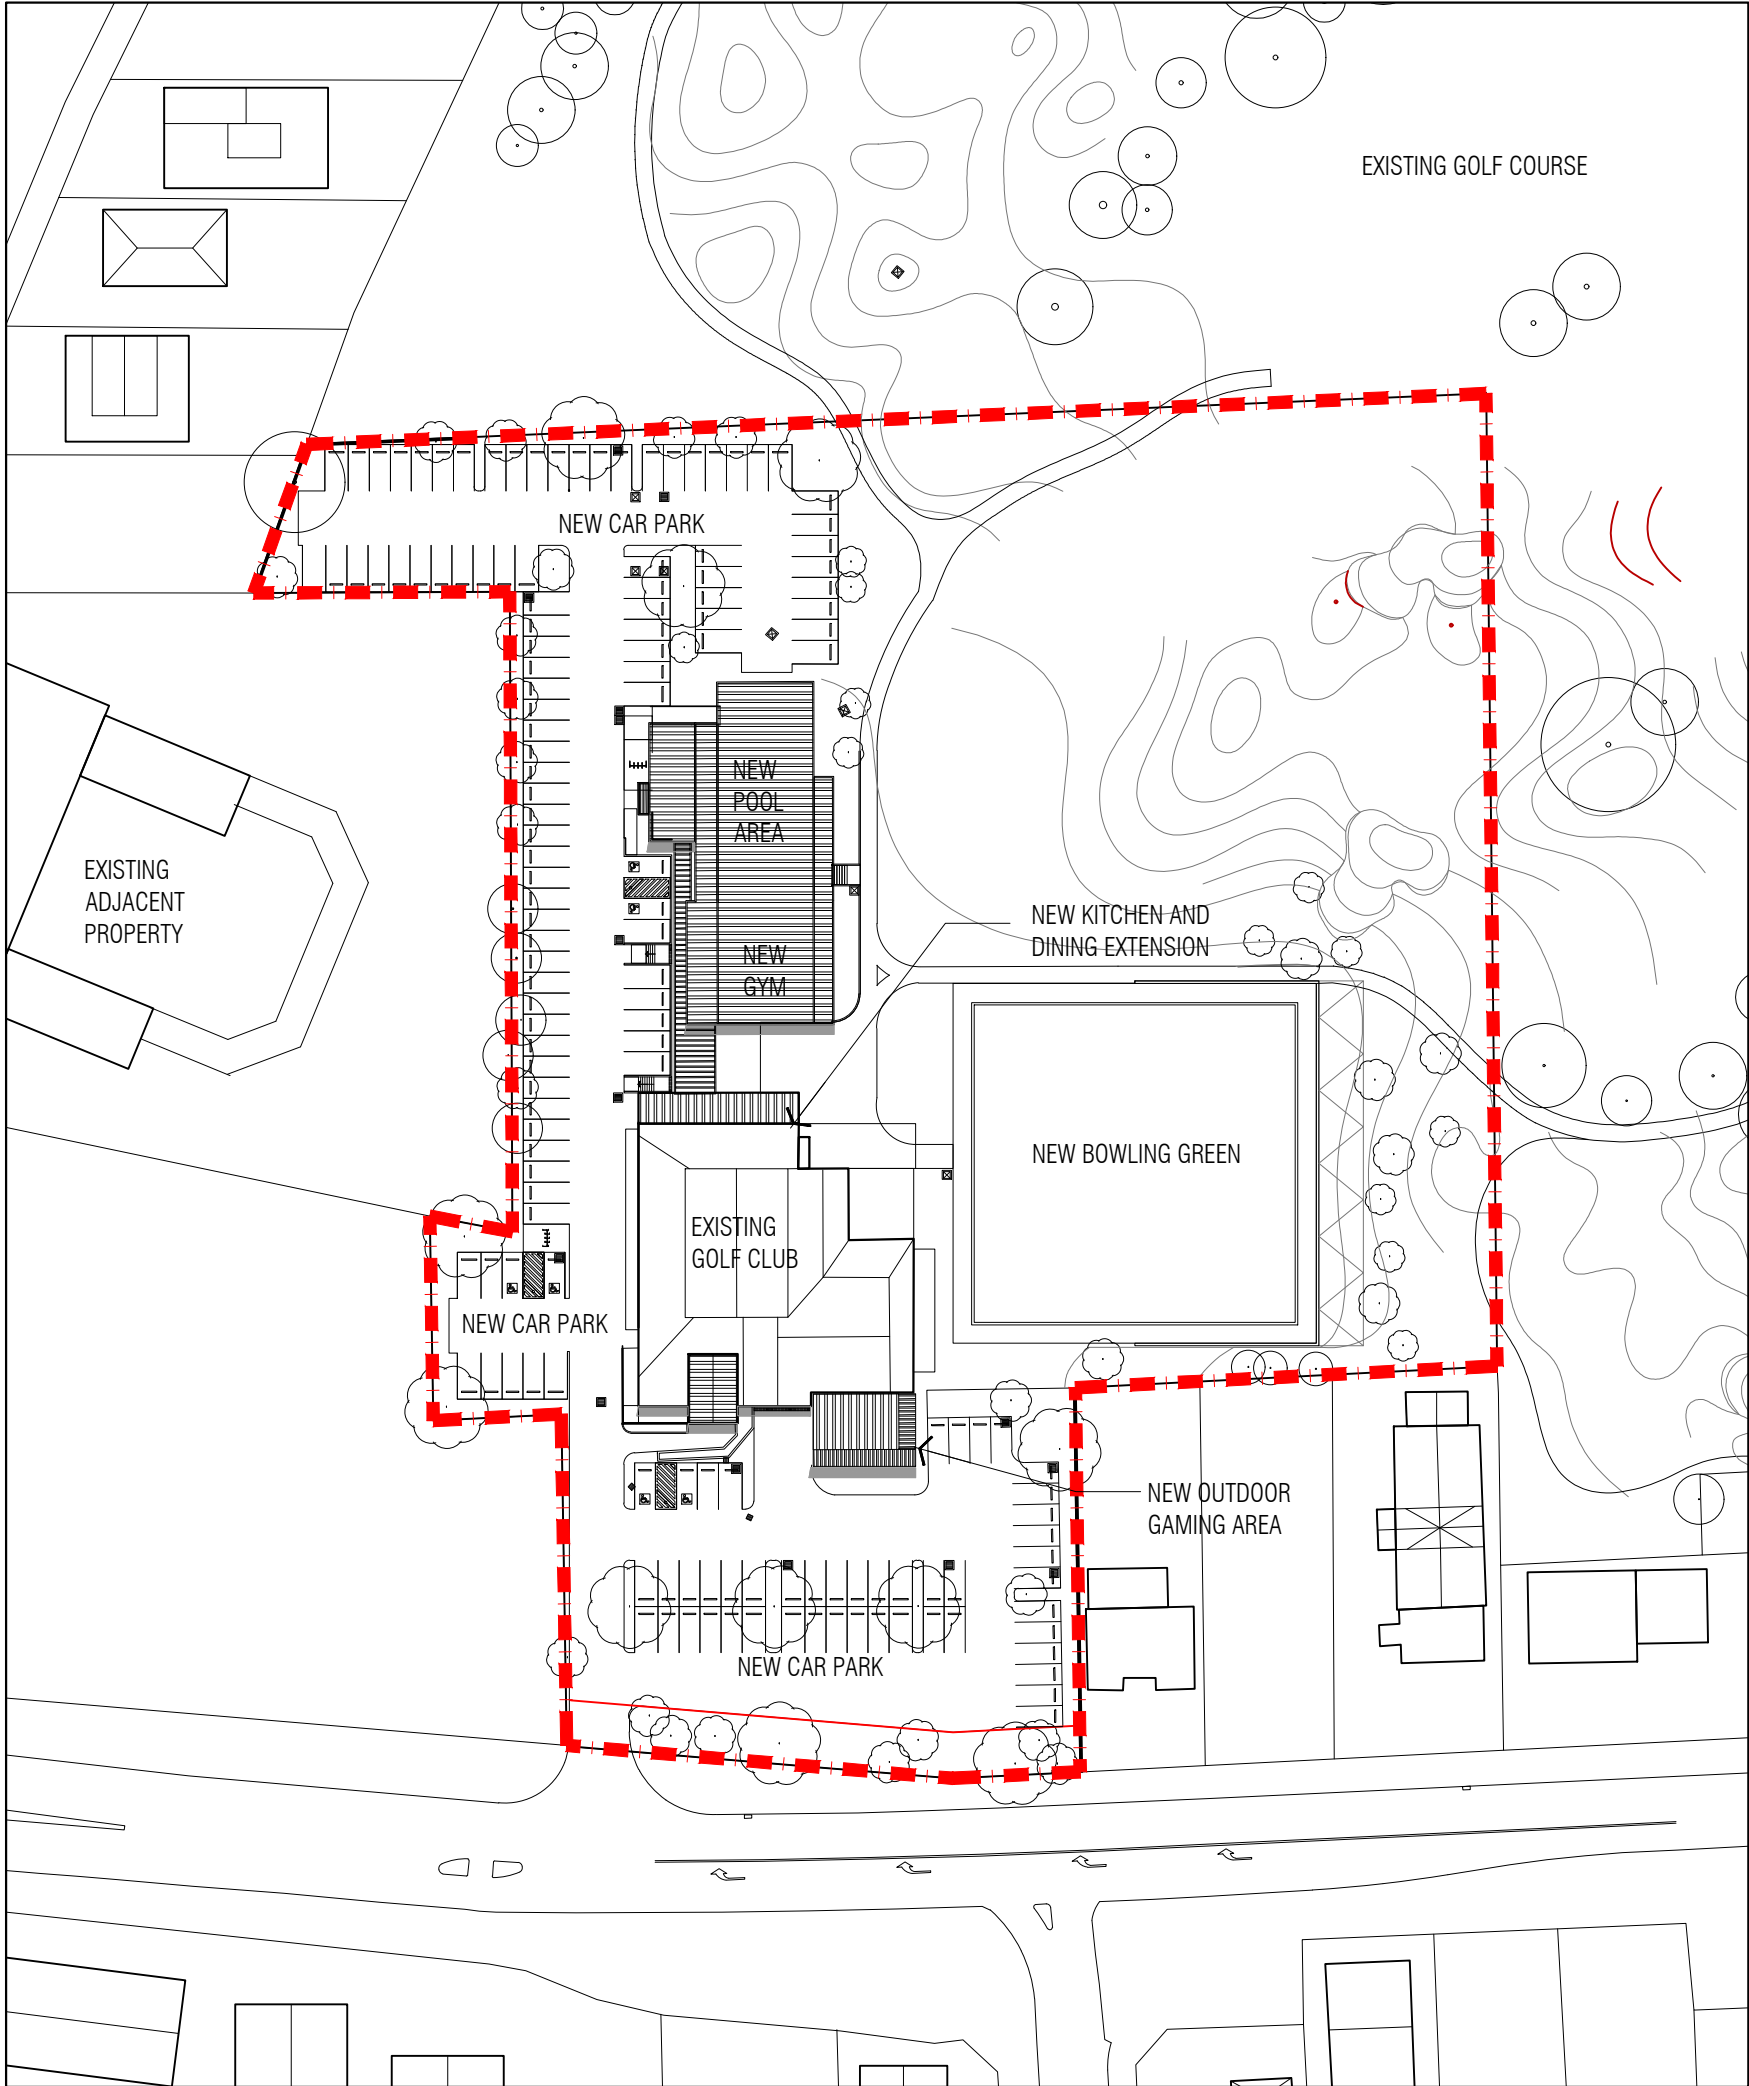 EXISTING GOLF COURSE
NEW CAR PARK
NEW
POOL
AREA
EXISTING
ADJACENT
PROPERTY
NEW KITCHEN AND
DINING EXTENSION
NEW
GYM
NEW BOWLING GREEN
EXISTING
GOLF CLUB
NEW CAR PARK
NEW OUTDOOR
GAMING AREA
NEW CAR PARK